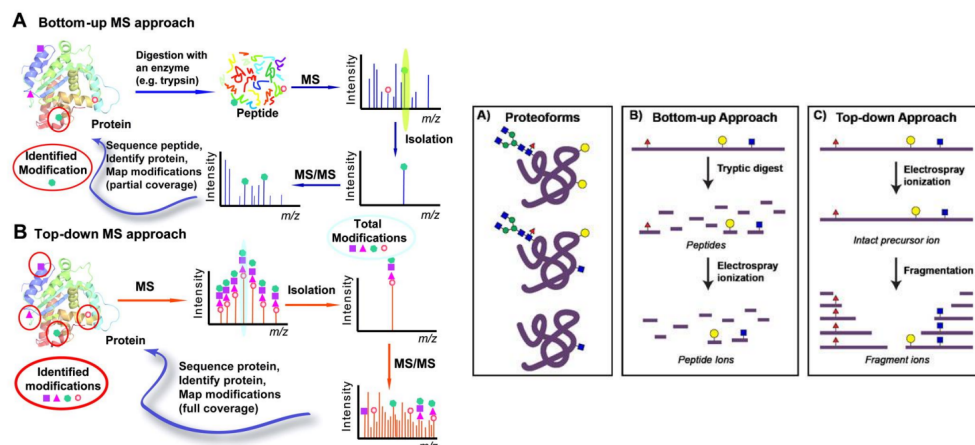 A Bottom-up MS approach
Digestion with
an enzyme
(e.g. trypsin)
Protein
Peptide
MS
Intensity
m/z
Isolation
Identified
Modification
Sequence peptide,
Identify protein,
Map modifications
(partial coverage)
Intensity
m/z
MS/MS
Intensity
m/z
B Top-down MS approach
Total
Modifications
MS
Protein
Intensity
m/z
Isolation
Intensity
m/z
MS/MS
Identified
modifications
Sequence protein,
Identify protein,
Map modifications
(full coverage)
Intensity
m/z
A) Proteoforms
B) Bottom-up Approach
Tryptic digest
Peptides
Electrospray
ionization
Peptide Ions
C) Top-down Approach
Electrospray
ionization
Intact precursor ion
Fragmentation
Fragment ions